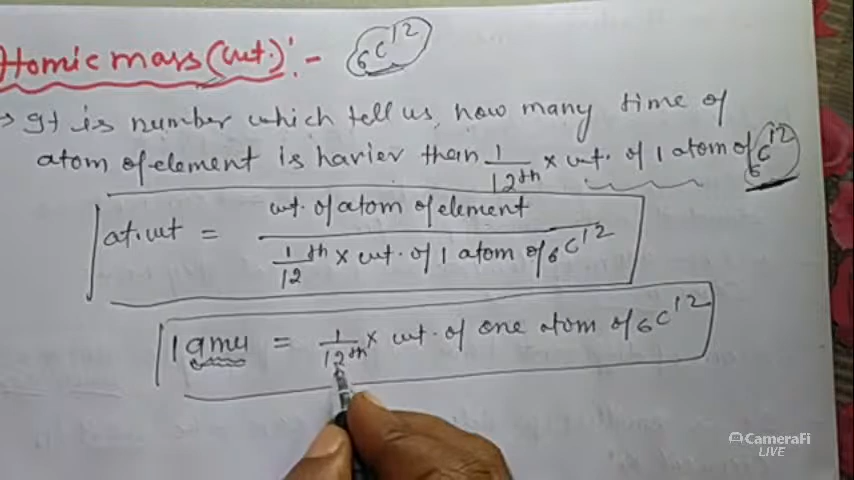 Atomic mass (wt.):- ₆C¹²
→ It is number which tell us, how many time of
atom of element is harier than 1/12th × wt. of 1 atom of ₆C¹²
at. wt = wt. of atom of element / 1/12th × wt. of 1 atom of ₆C¹²
1 amu = 1/12th × wt. of one atom of ₆C¹²
CameraFi
LIVE